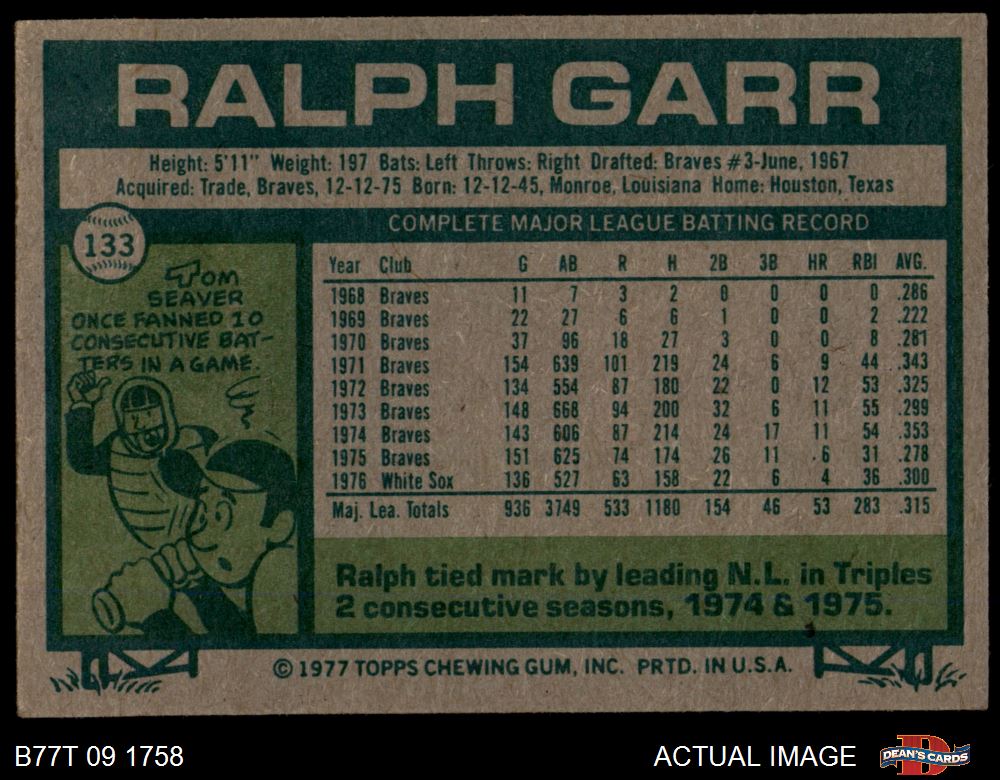 RALPH GARR
Height: 5'11" Weight: 197 Bats: Left Throws: Right Drafted: Braves #3-June, 1967
Acquired: Trade, Braves, 12-12-75 Born: 12-12-45, Monroe, Louisiana Home: Houston, Texas
133
TOM
SEAVER
ONCE FANNED 10
CONSECUTIVE BAT-
TERS IN A GAME.
COMPLETE MAJOR LEAGUE BATTING RECORD
Year Club G AB R H 2B 3B HR RBI AVG.
1968 Braves 11 7 3 2 0 0 0 0 .286
1969 Braves 22 27 6 6 1 0 0 2 .222
1970 Braves 37 96 18 27 3 0 0 8 .281
1971 Braves 154 639 101 219 24 6 9 44 .343
1972 Braves 134 554 87 180 22 0 12 53 .325
1973 Braves 148 668 94 200 32 6 11 55 .299
1974 Braves 143 606 87 214 24 17 11 54 .353
1975 Braves 151 625 74 174 26 11 6 31 .278
1976 White Sox 136 527 63 158 22 6 4 36 .300
Maj. Lea. Totals 936 3749 533 1180 154 46 53 283 .315
Ralph tied mark by leading N.L. in Triples
2 consecutive seasons, 1974 & 1975.
© 1977 TOPPS CHEWING GUM, INC. PRTD. IN U.S.A.
B77T 09 1758
ACTUAL IMAGE
D
DEAN'S CARDS